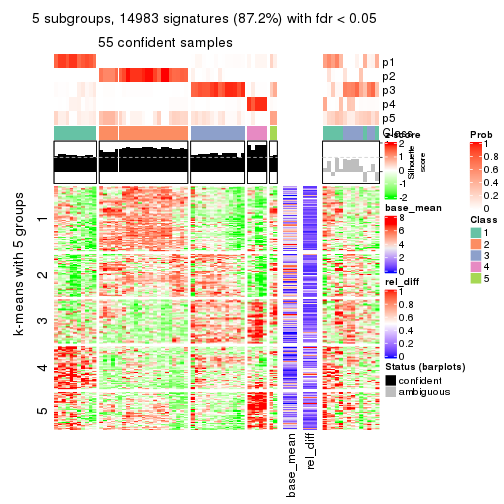 5 subgroups, 14983 signatures (87.2%) with fdr < 0.05
55 confident samples
p1
p2
p3
p4
p5
Class
k-means with 5 groups
1
2
3
4
5
base_mean
rel_diff
z-score
2
1
0
-1
-2
Silhouette
score
base_mean
8
6
4
2
0
rel_diff
1
0.8
0.6
0.4
0.2
0
Status (barplots)
confident
ambiguous
Prob
1
0.8
0.6
0.4
0.2
0
Class
1
2
3
4
5